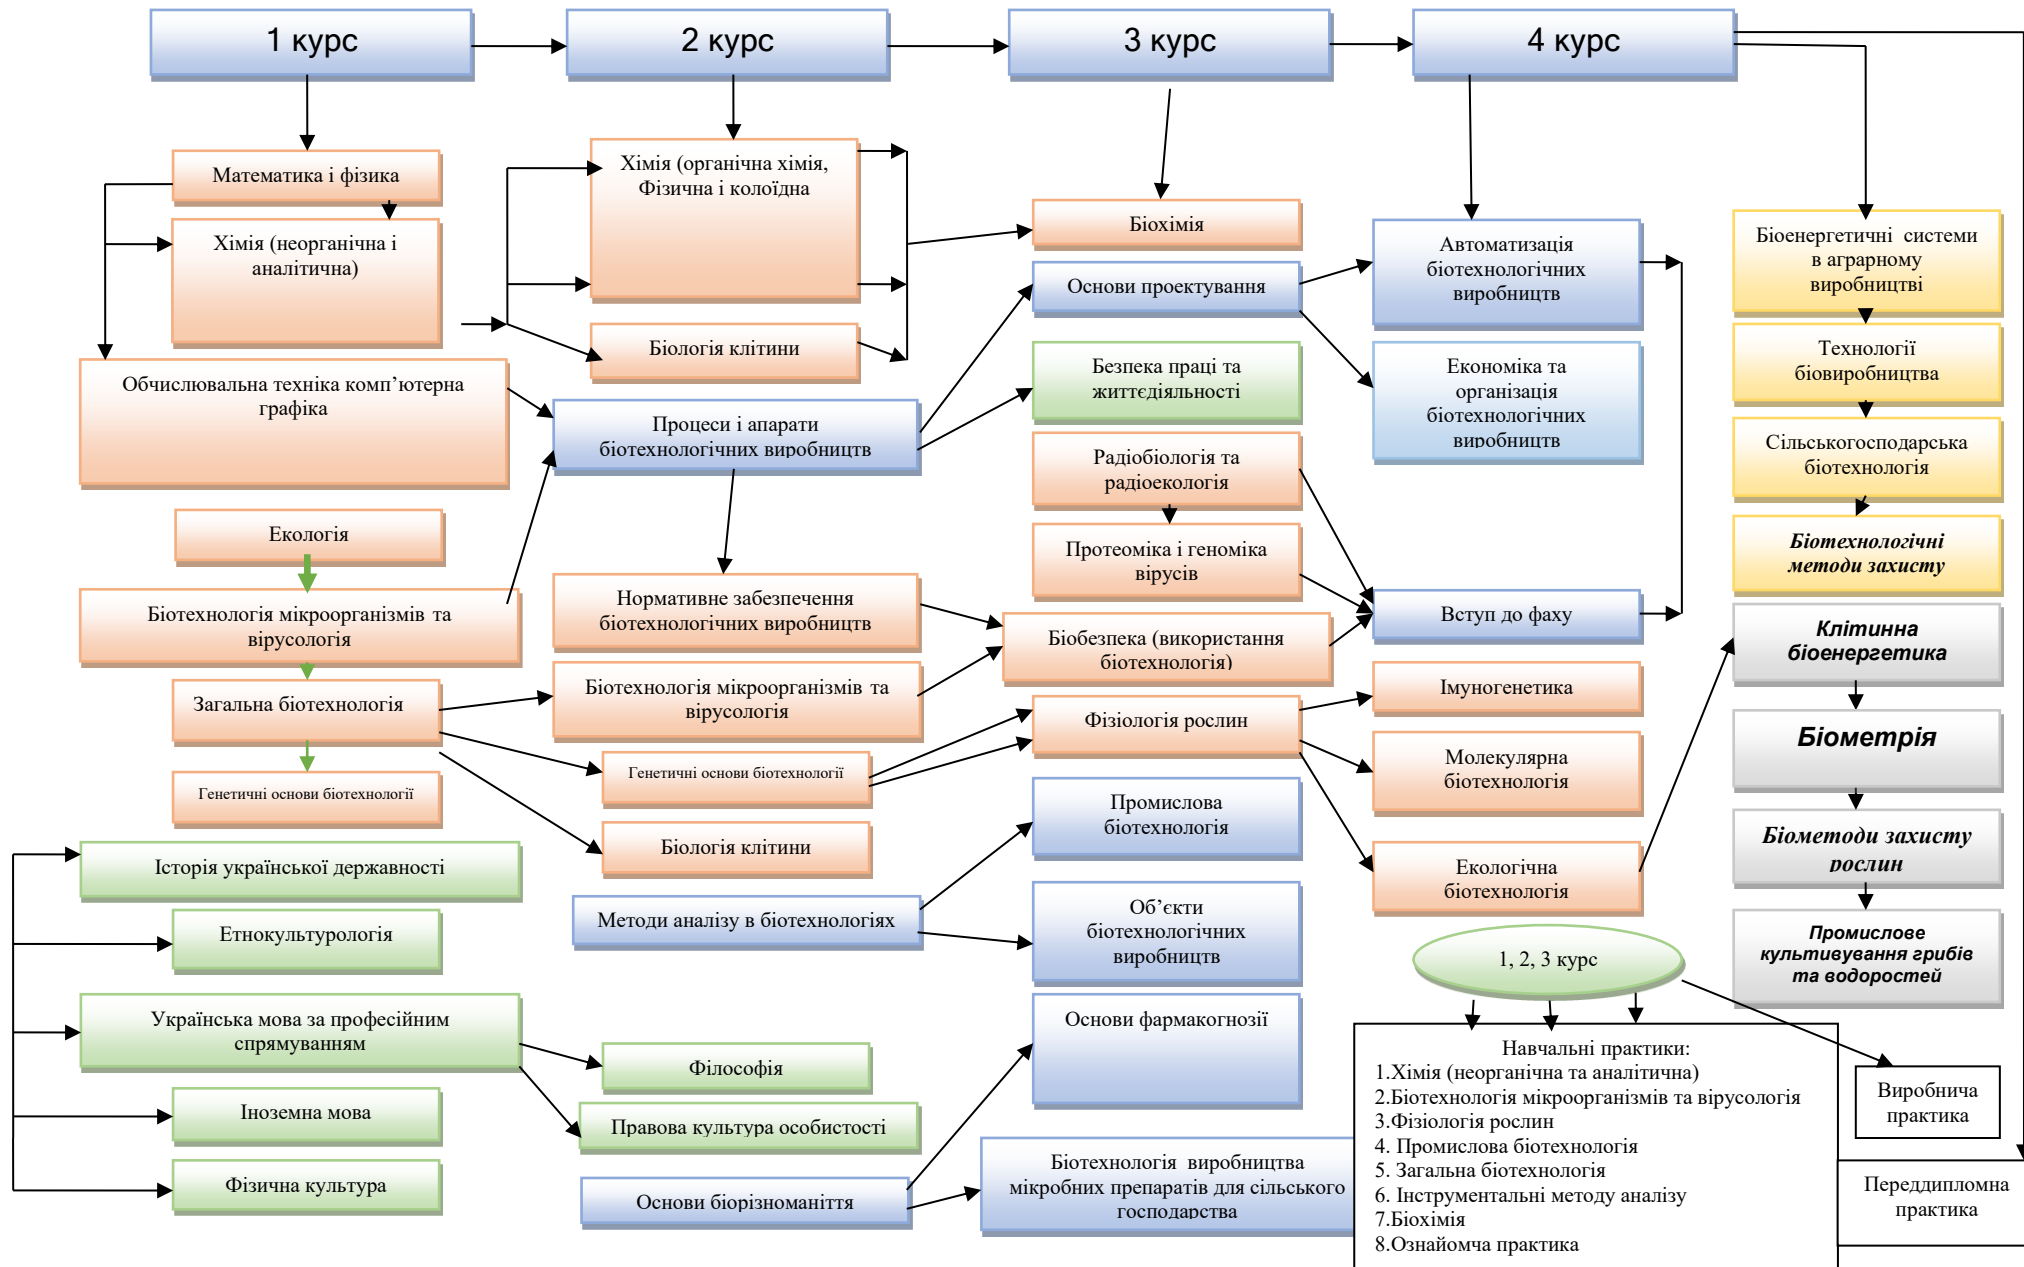 1 курс
2 курс
3 курс
4 курс
Математика і фізика
Хімія (неорганічна і
аналітична)
Обчислювальна техніка комп’ютерна
графіка
Екологія
Біотехнологія мікроорганізмів та
вірусологія
Загальна біотехнологія
Генетичні основи біотехнології
Історія української державності
Етнокультурологія
Українська мова за професійним
спрямуванням
Іноземна мова
Фізична культура
Хімія (органічна хімія,
Фізична і колоїдна
Біологія клітини
Процеси і апарати
біотехнологічних виробництв
Нормативне забезпечення
біотехнологічних виробництв
Біотехнологія мікроорганізмів та
вірусологія
Генетичні основи біотехнології
Біологія клітини
Методи аналізу в біотехнологіях
Філософія
Правова культура особистості
Основи біорізноманіття
Біохімія
Основи проектування
Безпека праці та
життєдіяльності
Радіобіологія та
радіоекологія
Протеоміка і геноміка
вірусів
Біобезпека (використання
біотехнологія)
Фізіологія рослин
Промислова
біотехнологія
Об’єкти
біотехнологічних
виробництв
Основи фармакогнозії
Біотехнологія виробництва
мікробних препаратів для сільського
господарства
Автоматизація
біотехнологічних
виробництв
Економіка та
організація
біотехнологічних
виробництв
Вступ до фаху
Імуногенетика
Молекулярна
біотехнологія
Екологічна
біотехнологія
1, 2, 3 курс
Навчальні практики:
1.Хімія (неорганічна та аналітична)
2.Біотехнологія мікроорганізмів та вірусологія
3.Фізіологія рослин
4. Промислова біотехнологія
5. Загальна біотехнологія
6. Інструментальні методу аналізу
7.Біохімія
8.Ознайомча практика
Біоенергетичні системи
в аграрному
виробництві
Технології
біовиробництва
Сільськогосподарська
біотехнологія
Біотехнологічні
методи захисту
Клітинна
біоенергетика
Біометрія
Біометоди захисту
рослин
Промислове
культивування грибів
та водоростей
Виробнича
практика
Переддипломна
практика